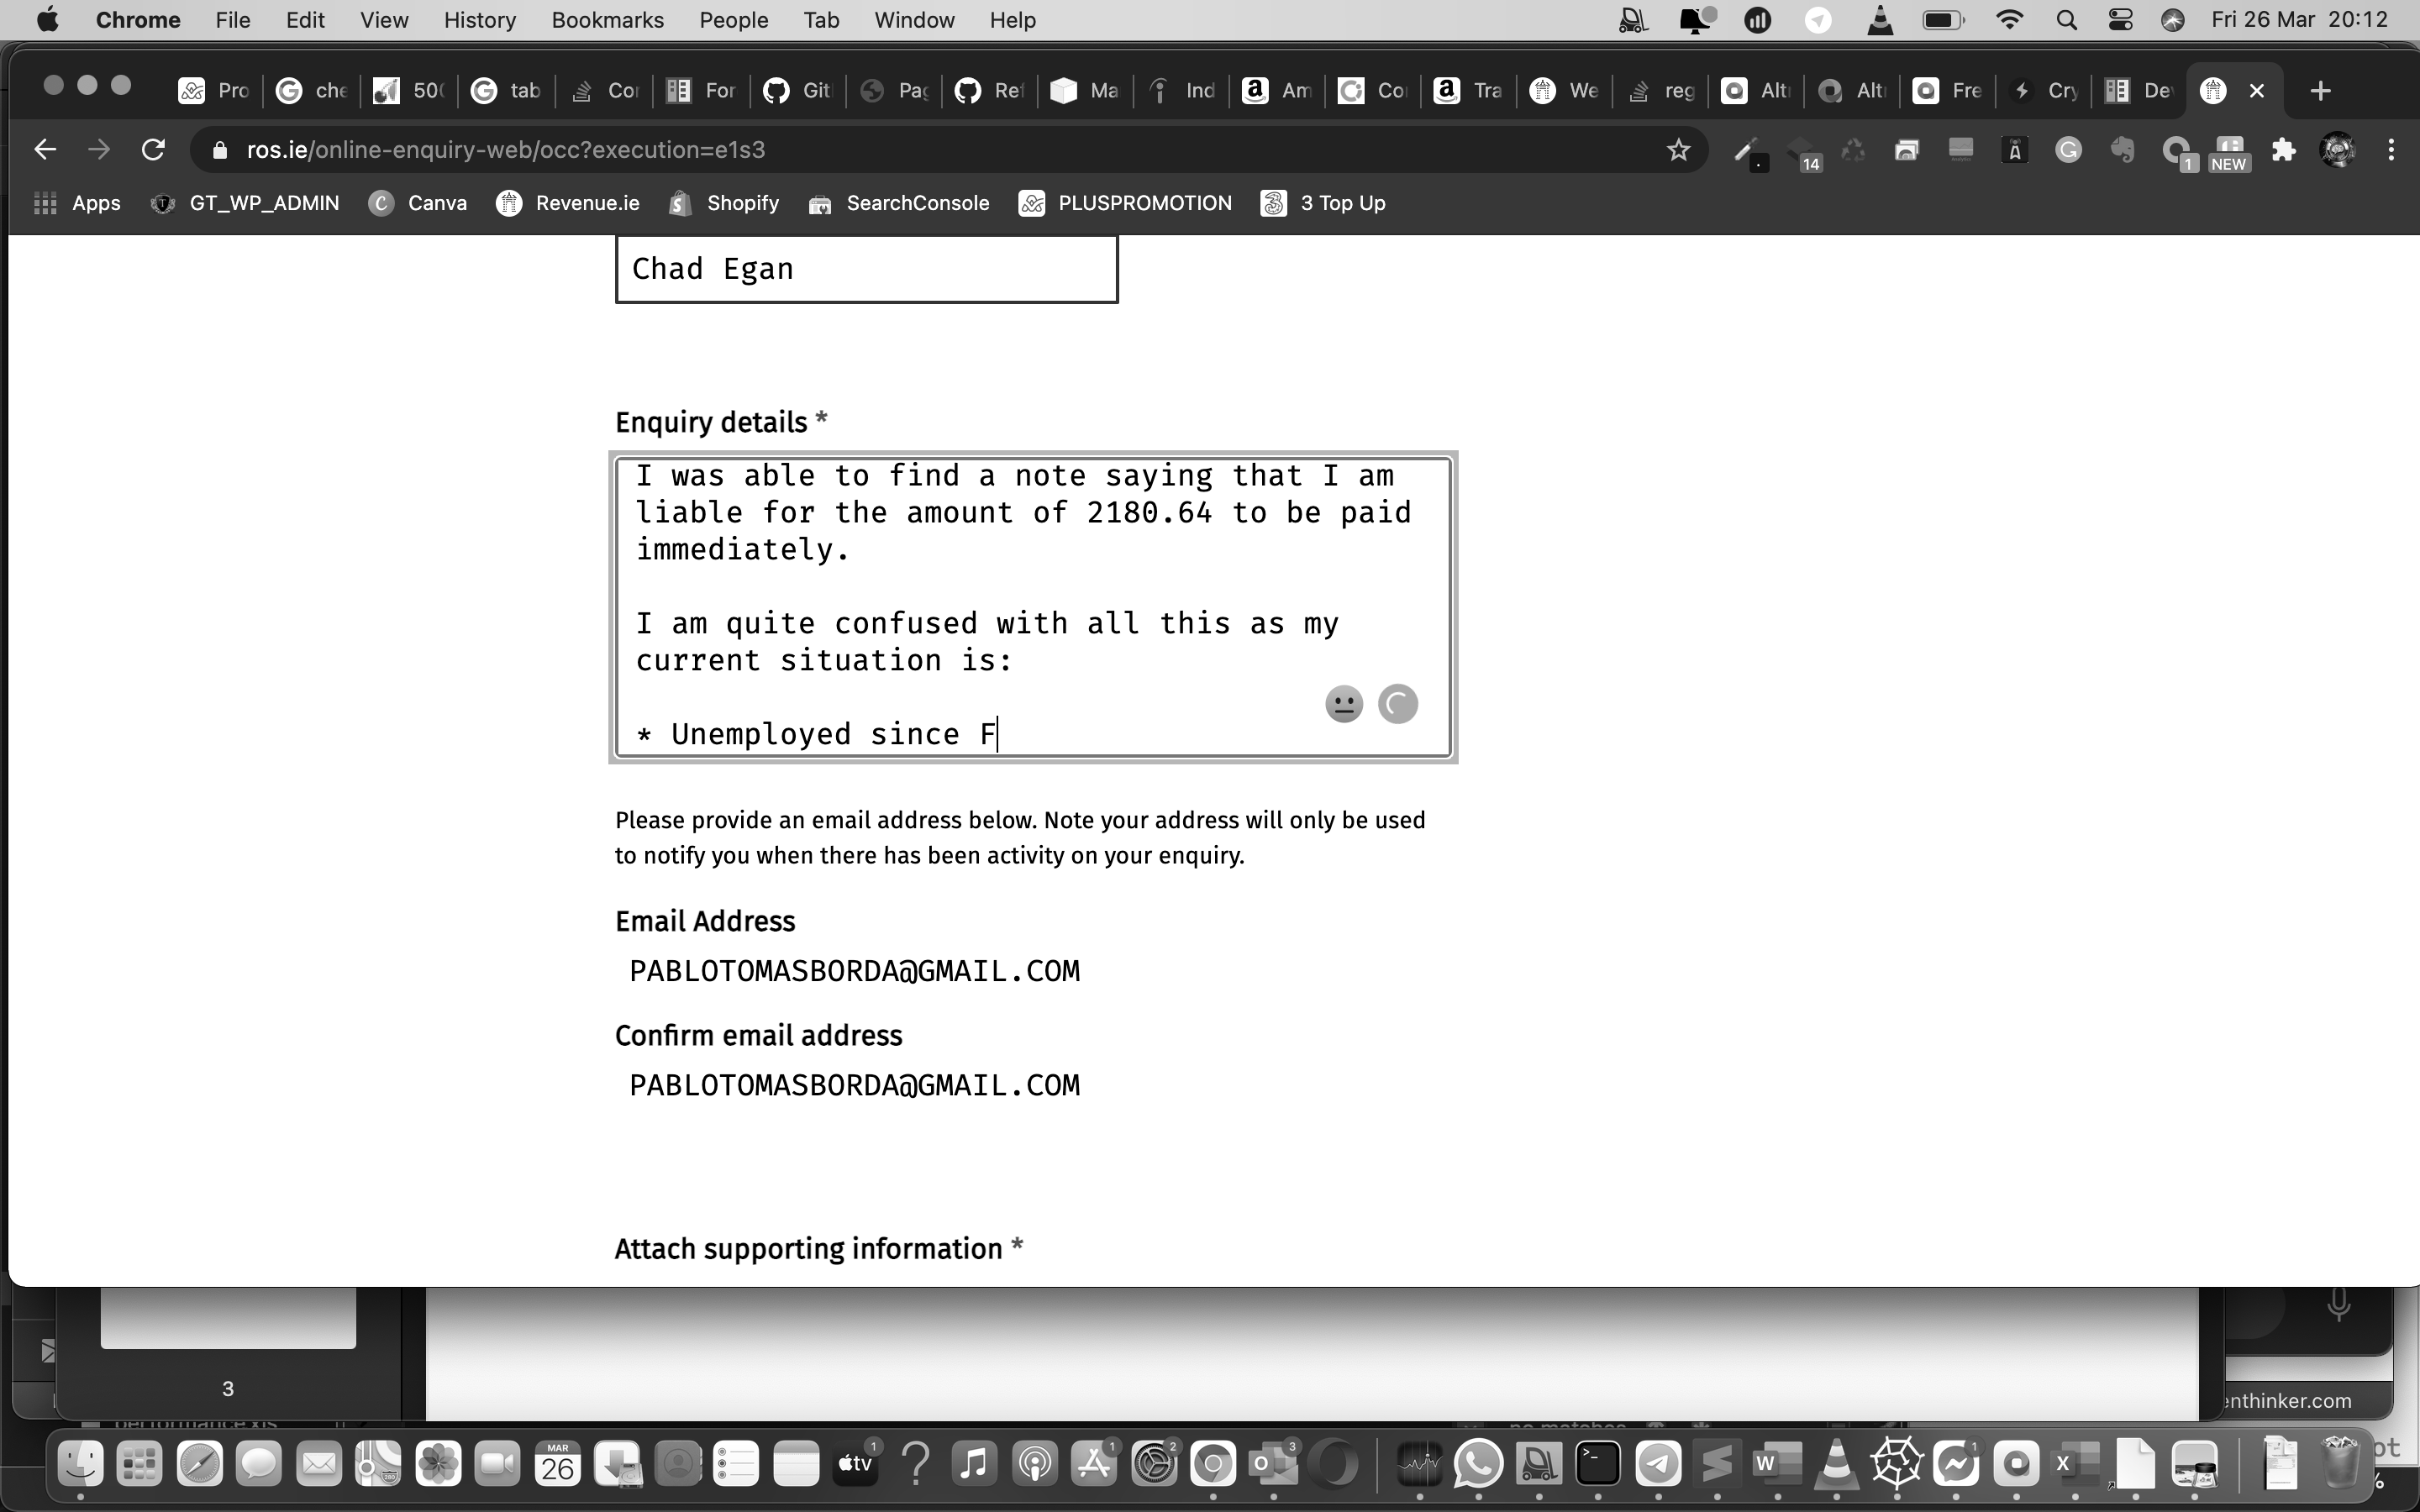 Chrome File Edit View History Bookmarks People Tab Window Help Fri 26 Mar 20:12
Pro che 50 tab Cor For Git Pag Ref Ma Ind Am Co Tra We reg Alt Alt Fre Cry De
ros.ie/online-enquiry-web/occ?execution=e1s3 14 1 NEW
Apps GT_WP_ADMIN Canva Revenue.ie Shopify SearchConsole PLUSPROMOTION 3 Top Up
Chad Egan
Enquiry details *
I was able to find a note saying that I am
liable for the amount of 2180.64 to be paid
immediately.
I am quite confused with all this as my
current situation is:
* Unemployed since F
Please provide an email address below. Note your address will only be used
to notify you when there has been activity on your enquiry.
Email Address
PABLOTOMASBORDA@GMAIL.COM
Confirm email address
PABLOTOMASBORDA@GMAIL.COM
Attach supporting information *
3
enthinker.com
MAR
26 tv 1 1 2 3 1